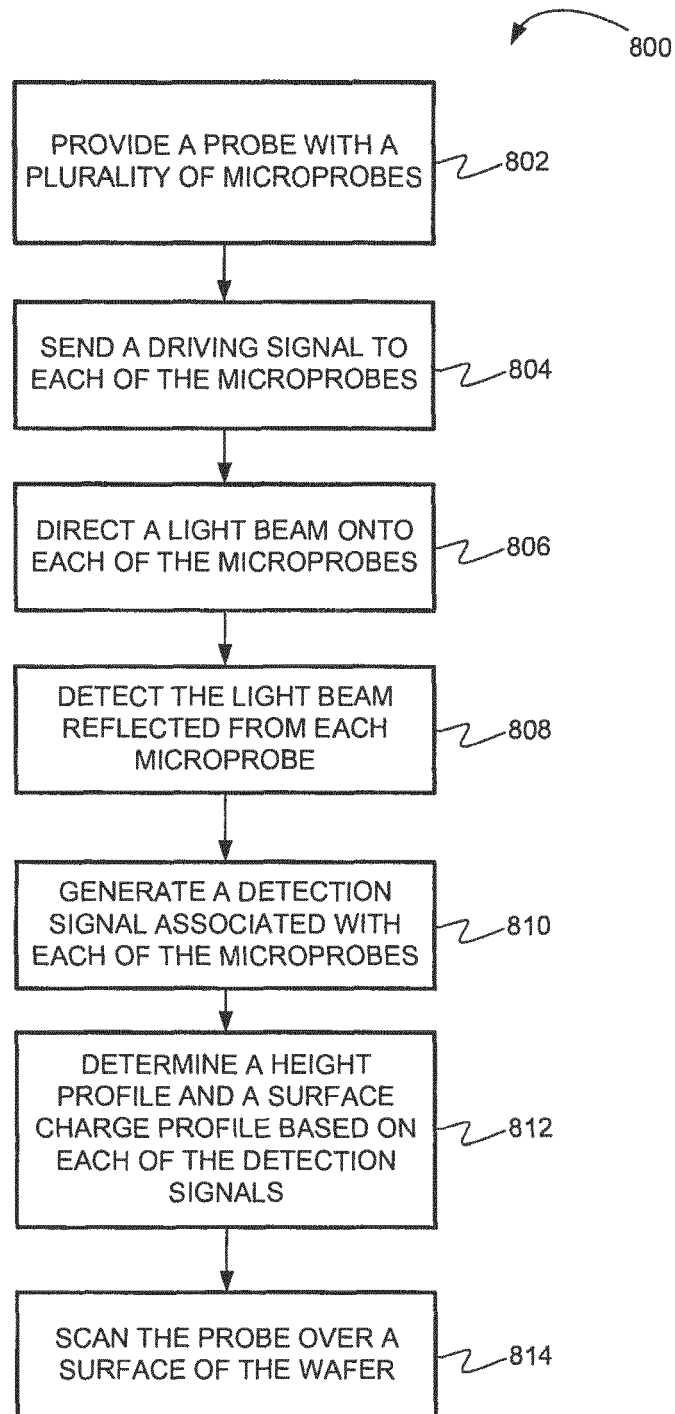 800
PROVIDE A PROBE WITH A
PLURALITY OF MICROPROBES
802
SEND A DRIVING SIGNAL TO
EACH OF THE MICROPROBES
804
DIRECT A LIGHT BEAM ONTO
EACH OF THE MICROPROBES
806
DETECT THE LIGHT BEAM
REFLECTED FROM EACH
MICROPROBE
808
GENERATE A DETECTION
SIGNAL ASSOCIATED WITH
EACH OF THE MICROPROBES
810
DETERMINE A HEIGHT
PROFILE AND A SURFACE
CHARGE PROFILE BASED ON
EACH OF THE DETECTION
SIGNALS
812
SCAN THE PROBE OVER A
SURFACE OF THE WAFER
814